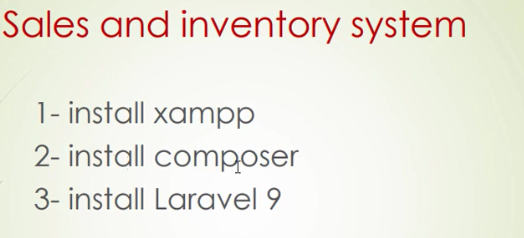 Sales and inventory system
1- install xampp
2- install composer
3- install Laravel 9